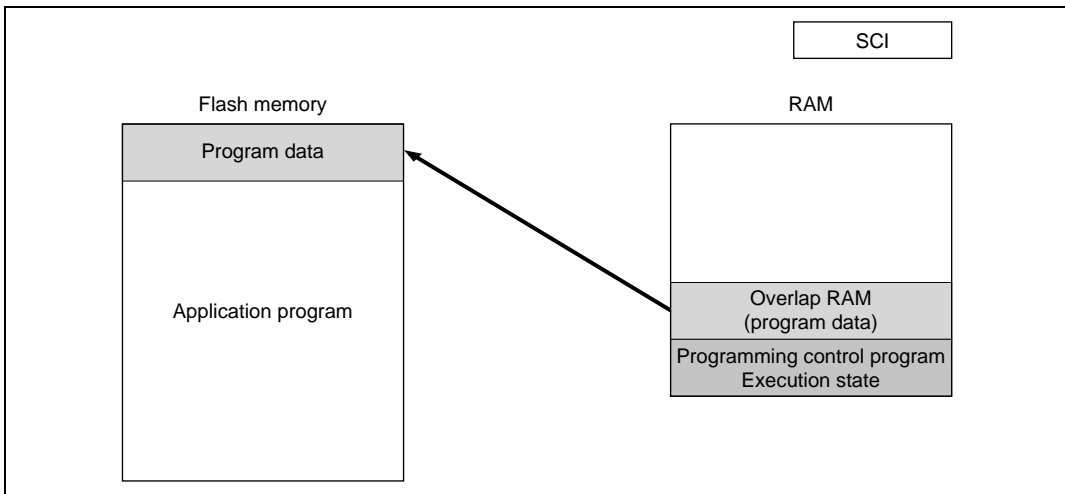 SCI
Flash memory
RAM
Program data
Application program
Overlap RAM
(program data)
Programming control program
Execution state